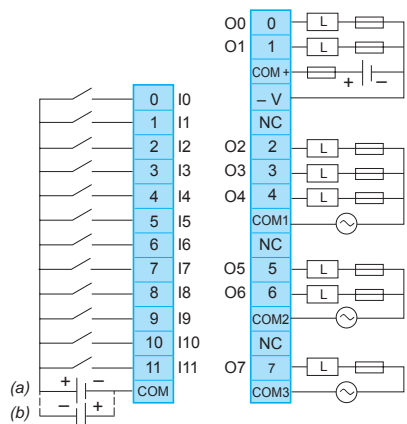 0 I0
1 I1
2 I2
3 I3
4 I4
5 I5
6 I6
7 I7
8 I8
9 I9
10 I10
11 I11
(a) + − COM
(b) − +
O0 0 L
O1 1 L
COM + + −
– V
NC
O2 2 L
O3 3 L
O4 4 L
COM1
NC
O5 5 L
O6 6 L
COM2
NC
O7 7 L
COM3